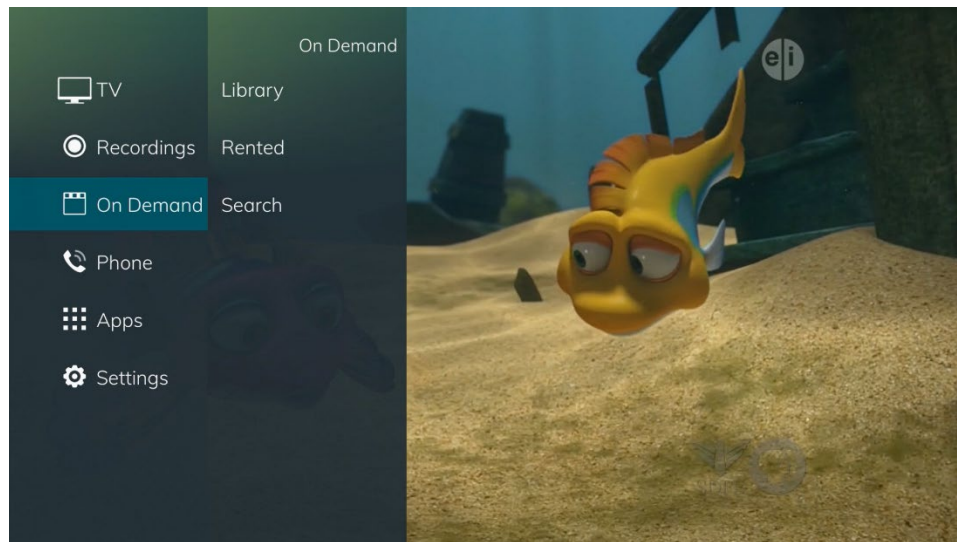 On Demand
TV
Library
Recordings
Rented
On Demand
Search
Phone
Apps
Settings
e|i